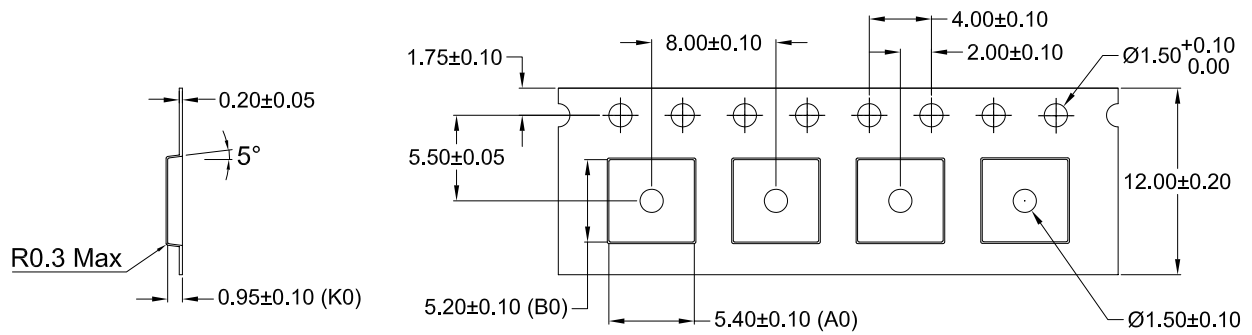 4.00±0.10
8.00±0.10
2.00±0.10
1.75±0.10
Ø1.50+0.10 0.00
0.20±0.05
5°
5.50±0.05
12.00±0.20
R0.3 Max
0.95±0.10 (K0)
5.20±0.10 (B0)
5.40±0.10 (A0)
Ø1.50±0.10